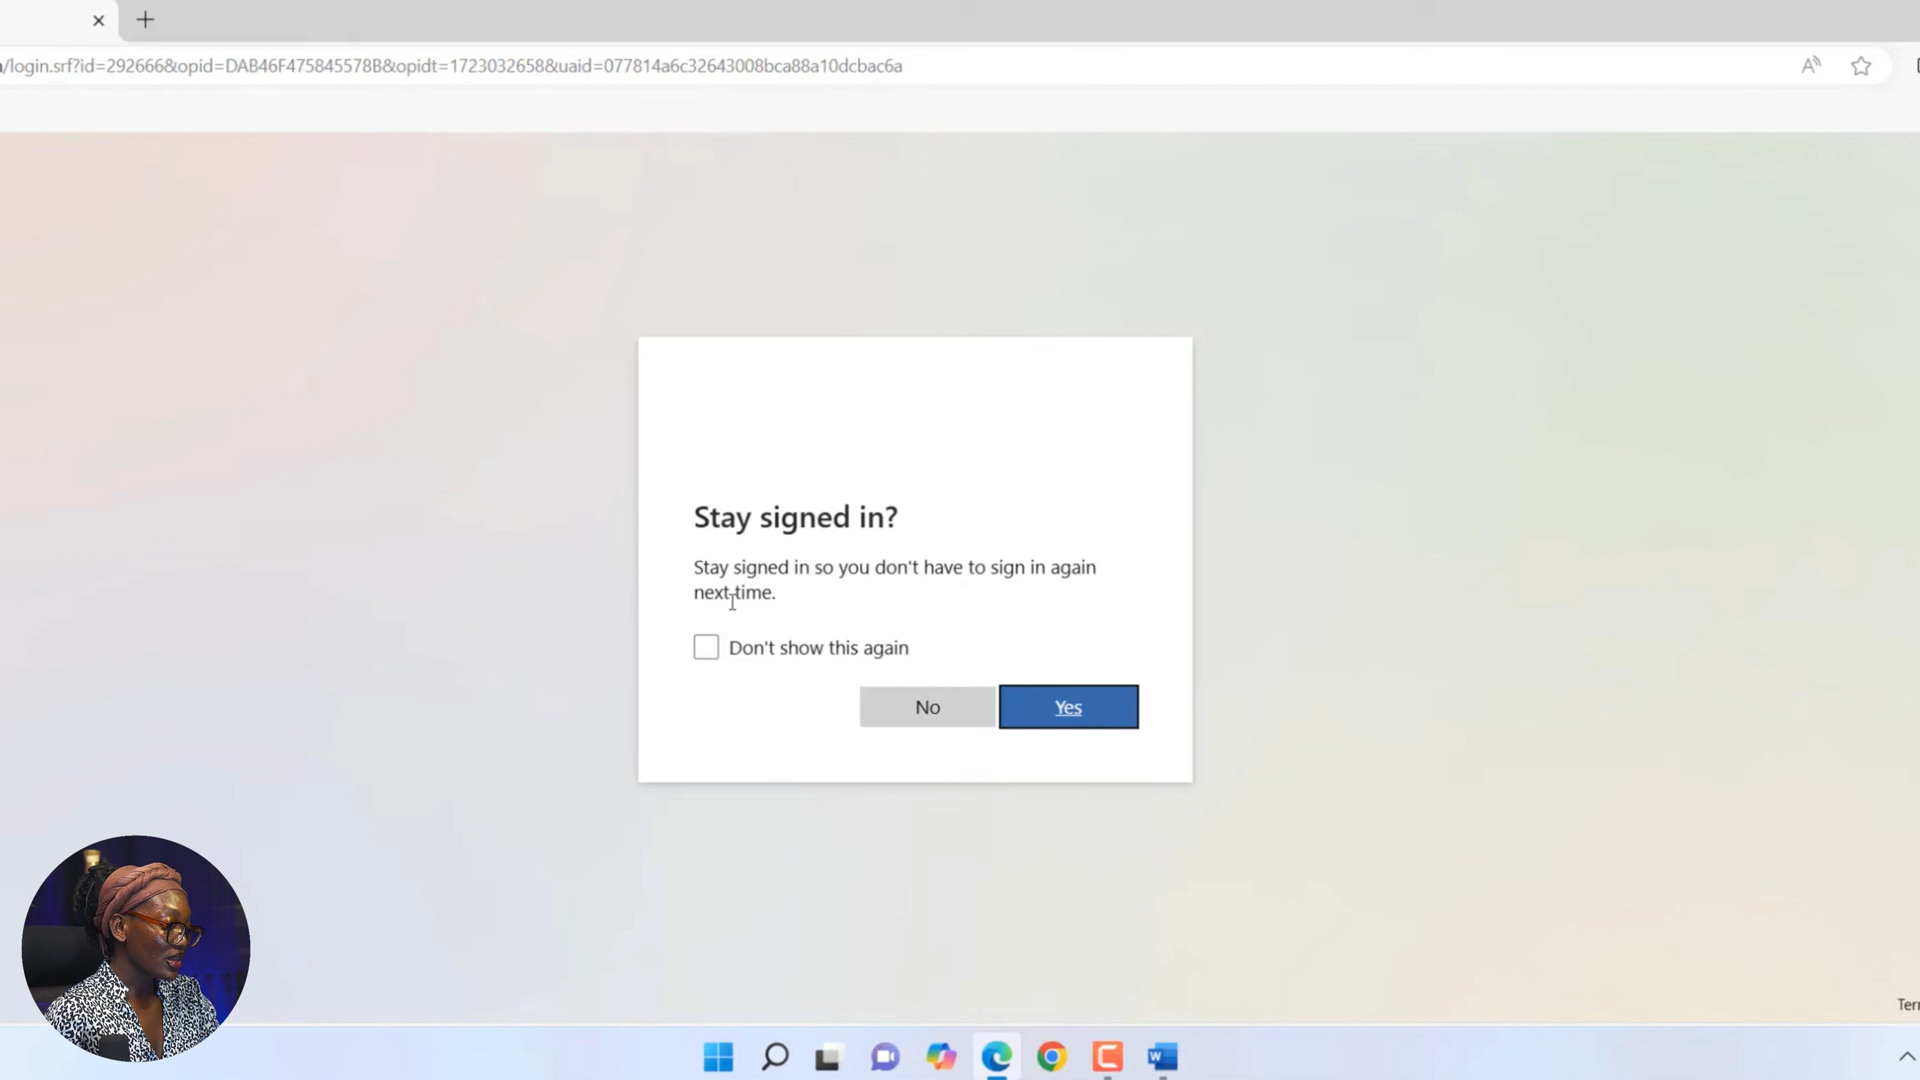 /login.srf?id=292666&opid=DAB46F475845578B&opidt=1723032658&uaid=077814a6c32643008bca88a10dcbac6a
Stay signed in?
Stay signed in so you don't have to sign in again
next time.
Don't show this again
No
Yes